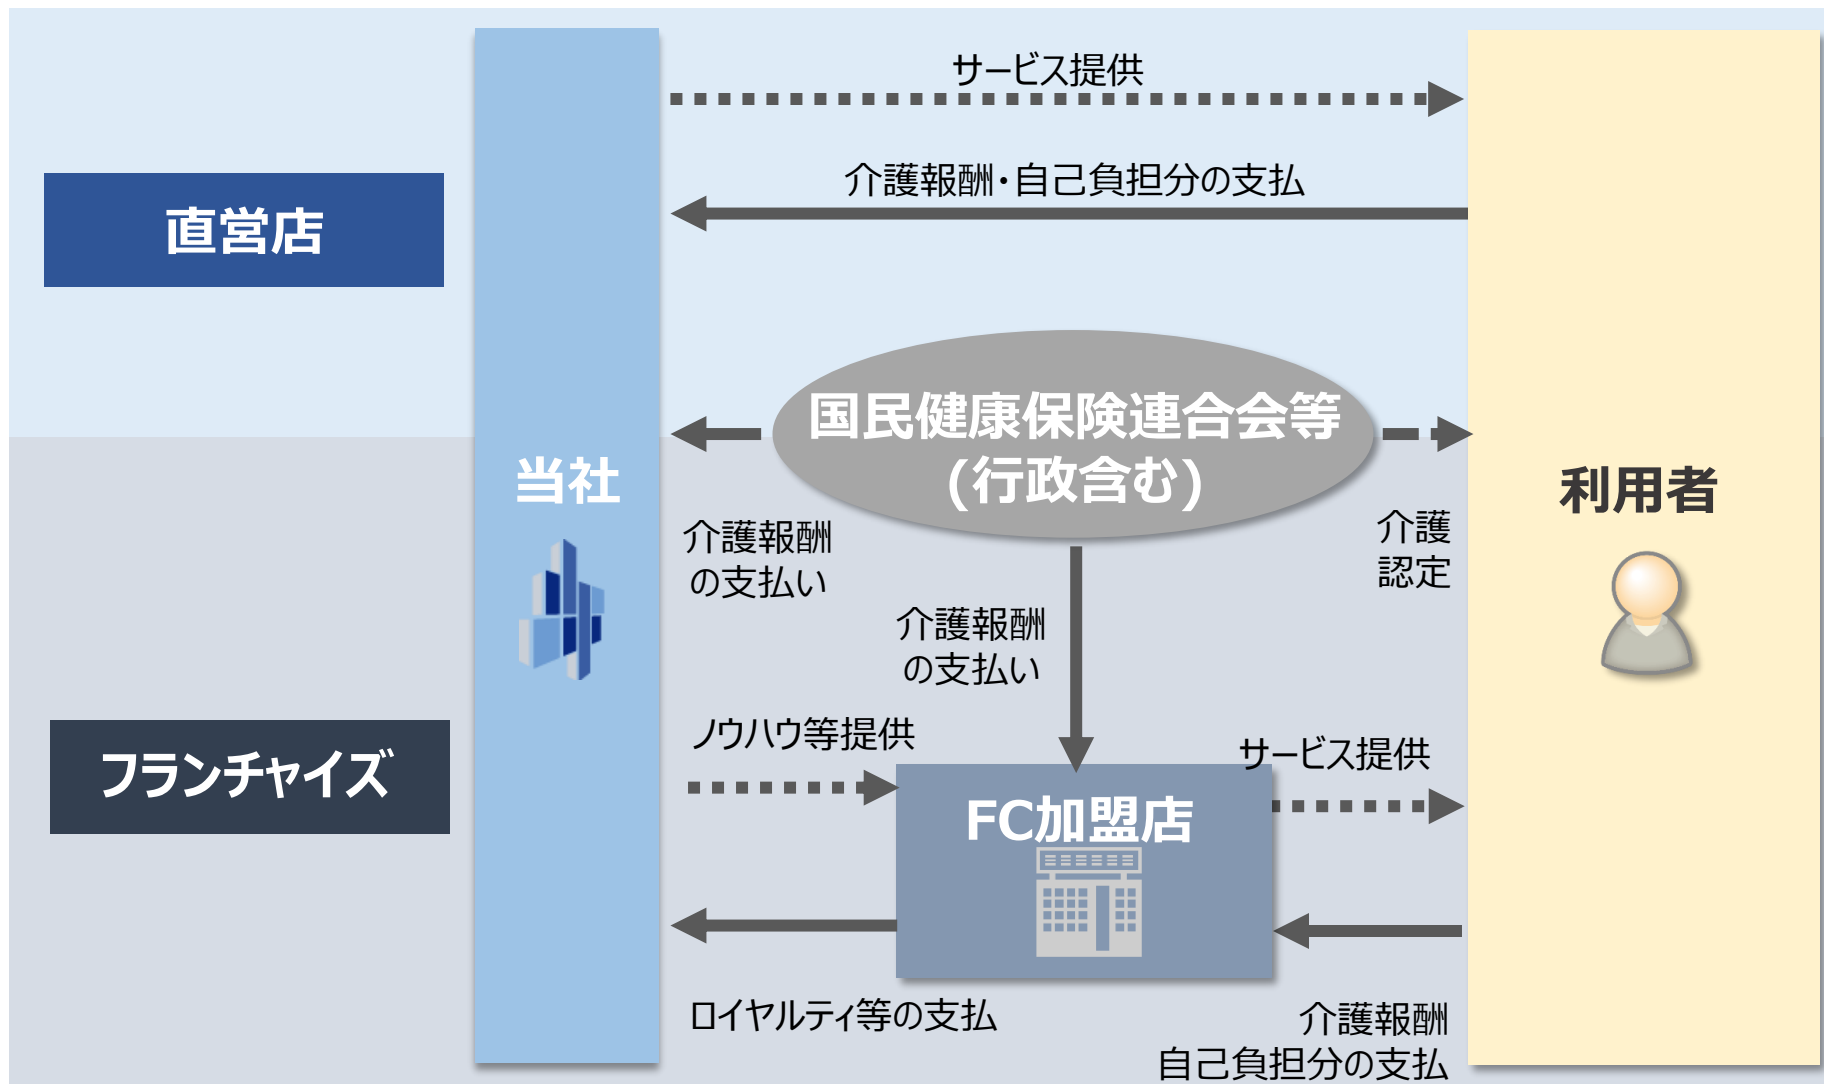 サービス提供
介護報酬・自己負担分の支払
直営店
国民健康保険連合会等
(行政含む)
当社
利用者
介護報酬
の支払い
介護
認定
介護報酬
の支払い
ノウハウ等提供
サービス提供
フランチャイズ
FC加盟店
ロイヤルティ等の支払
介護報酬
自己負担分の支払